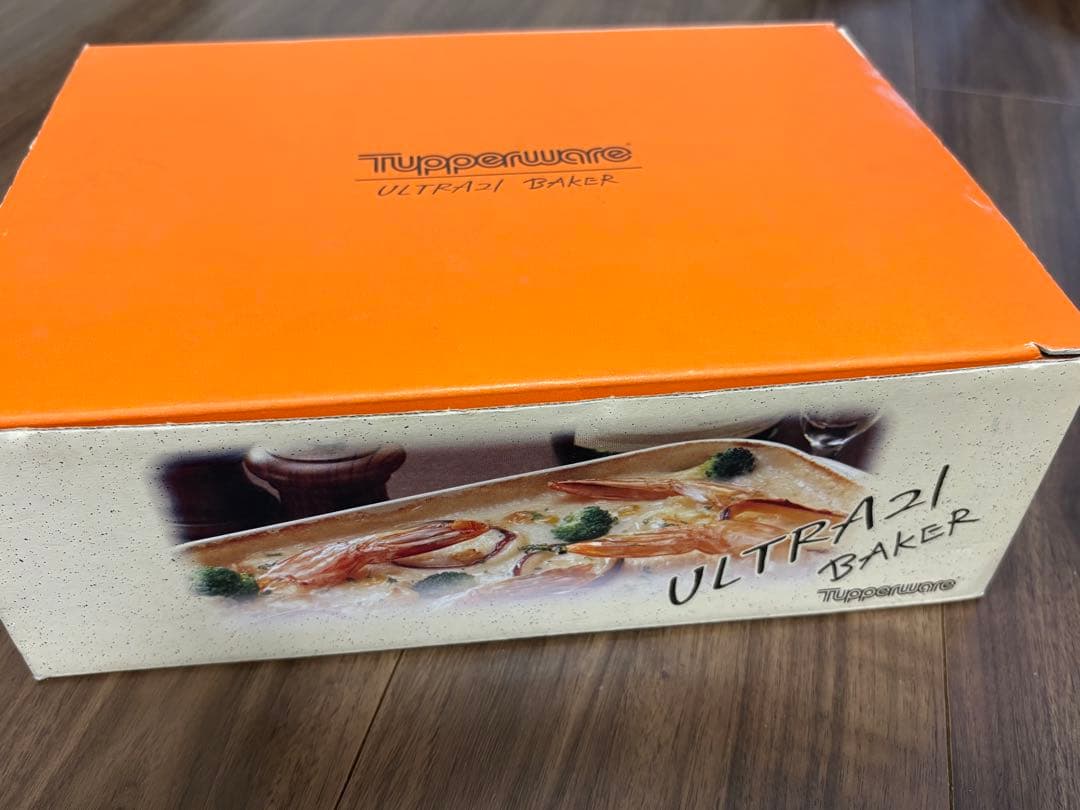 Tupperware
ULTRA21 BAKER
ULTRA21
BAKER
Tupperware